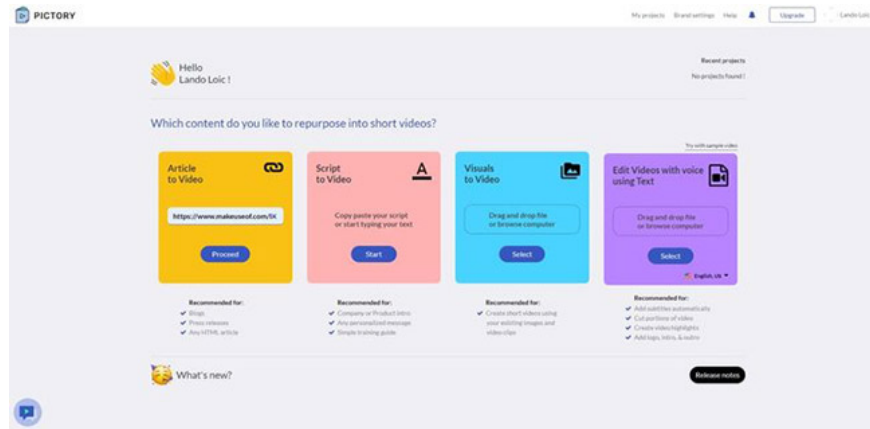 PICTORY
My projects Brand settings Help Upgrade Lando Loic
Hello
Lando Loic !
Recent projects
No projects found !
Which content do you like to repurpose into short videos?
Try with sample video
Article
to Video
https://www.makeuseof.com/
Proceed
Recommended for:
Blogs
Press releases
Any HTML article
Script
to Video
A
Copy paste your script
or start typing your text
Start
Recommended for:
Company or Product intro
Any personalized message
Simple training guide
Visuals
to Video
Drag and drop file
or browse computer
Select
Recommended for:
Create short videos using
your existing images and
video clips
Edit Videos with voice
using Text
Drag and drop file
or browse computer
Select
English, US
Recommended for:
Add subtitles automatically
Cut portions of video
Create video highlights
Add logo, intro, & outro
What's new?
Release notes